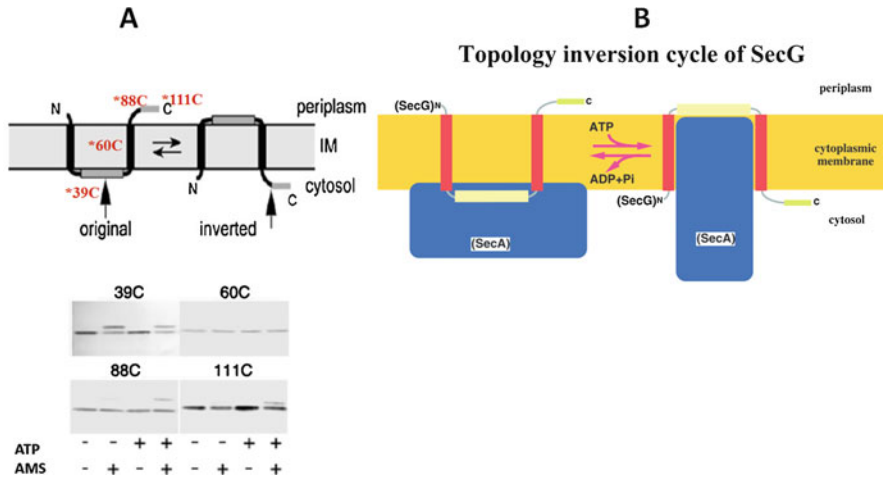 A
N
*88C
C
*111C
periplasm
*60C
IM
*39C
N
C
cytosol
original
inverted
39C
60C
88C
111C
ATP - - + + - - + +
AMS - + - + - + - +
B
Topology inversion cycle of SecG
periplasm
(SecG)N
c
ATP
cytoplasmic
membrane
ADP+Pi
(SecG)N
c
cytosol
(SecA)
(SecA)